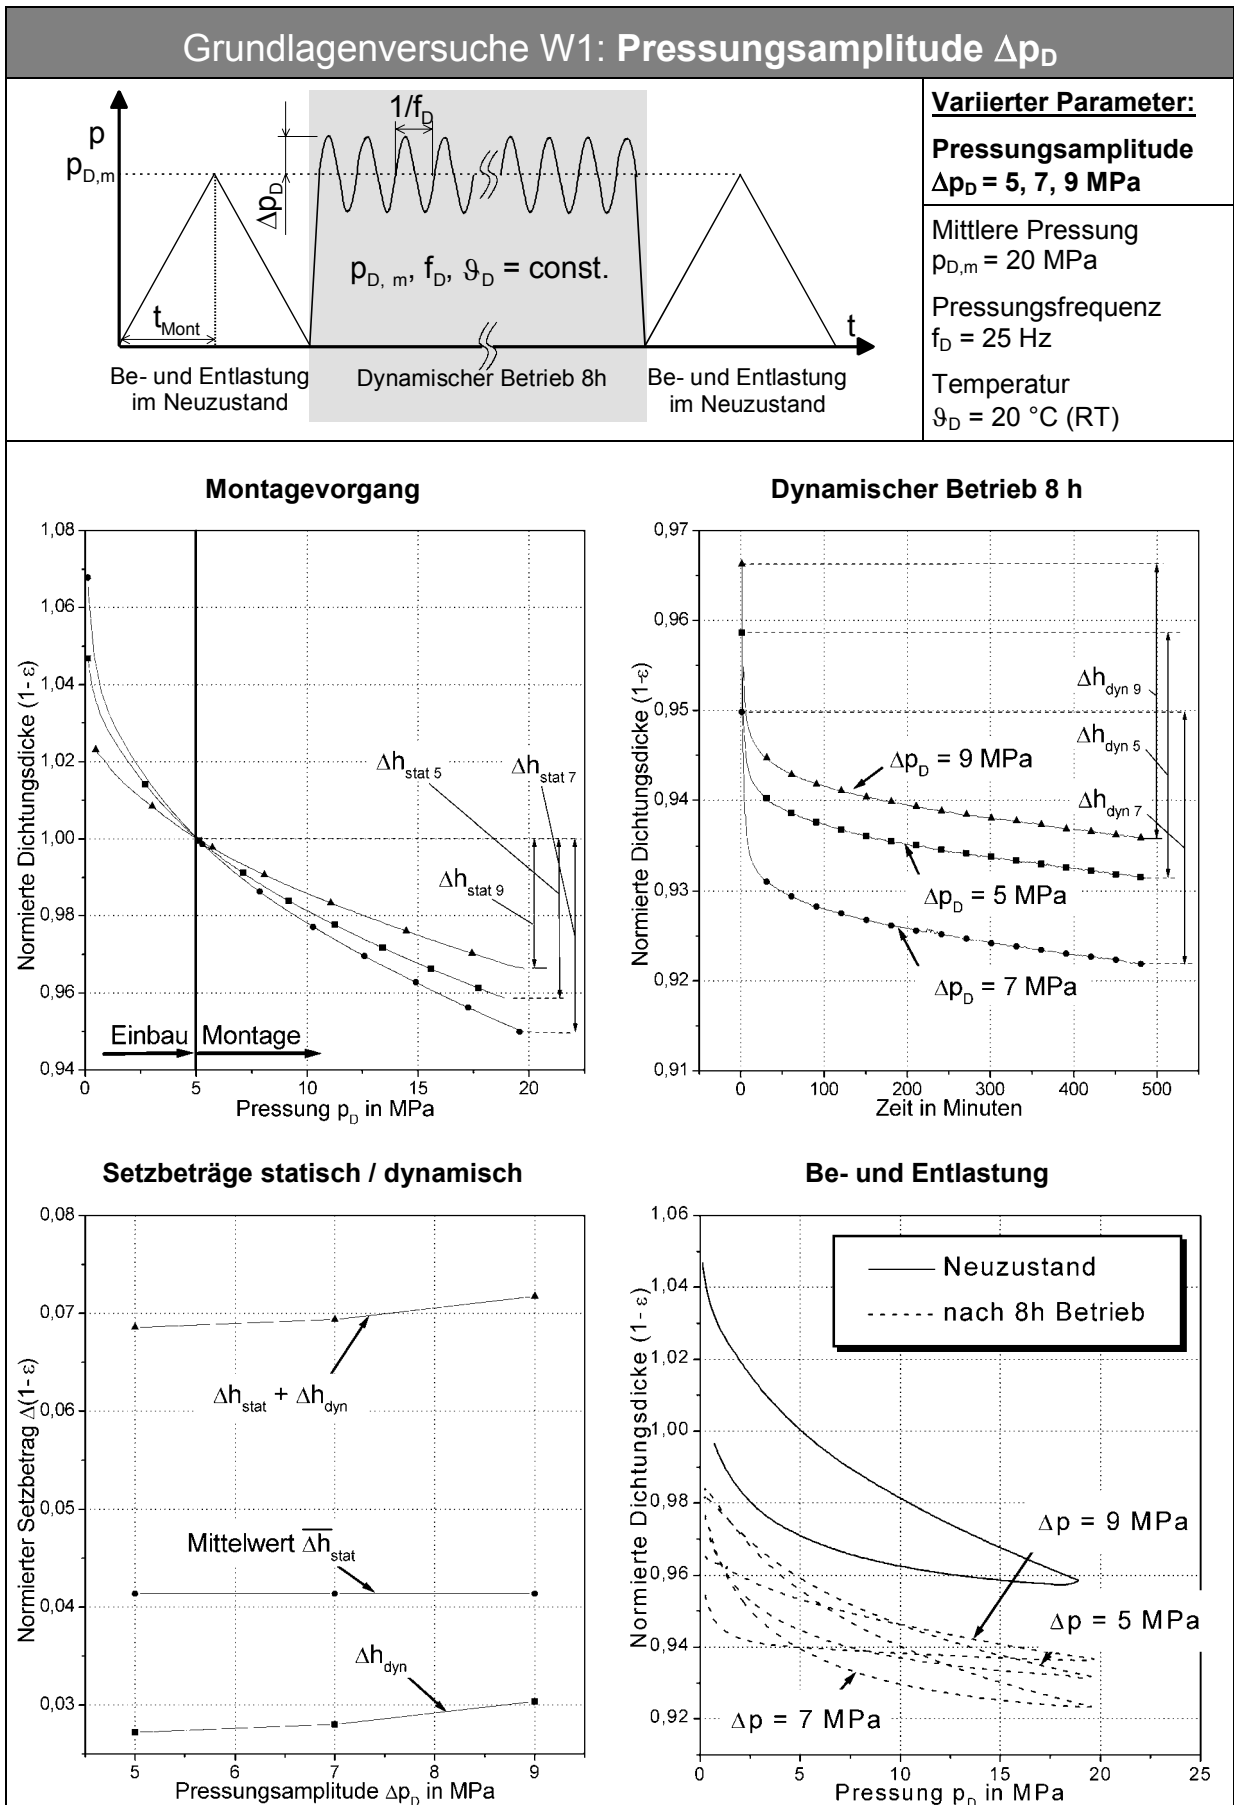 Grundlagenversuche W1: Pressungsamplitude Δp_D
p
p_D,m
Δp_D
1/f_D
p_D, m, f_D, ϑ_D = const.
t_Mont
t
Be- und Entlastung
im Neuzustand
Dynamischer Betrieb 8h
Be- und Entlastung
im Neuzustand
Variierter Parameter:
Pressungsamplitude
Δp_D = 5, 7, 9 MPa
Mittlere Pressung
p_D,m = 20 MPa
Pressungsfrequenz
f_D = 25 Hz
Temperatur
ϑ_D = 20 °C (RT)
Montagevorgang
Normierte Dichtungsdicke (1-ε)
1,08
1,06
1,04
1,02
1,00
0,98
0,96
0,94
Δh_stat 5
Δh_stat 7
Δh_stat 9
Einbau
Montage
0
5
10
15
20
Pressung p_D in MPa
Dynamischer Betrieb 8 h
Normierte Dichtungsdicke (1-ε)
0,97
0,96
0,95
0,94
0,93
0,92
0,91
Δh_dyn 9
Δh_dyn 5
Δh_dyn 7
Δp_D = 9 MPa
Δp_D = 5 MPa
Δp_D = 7 MPa
0
100
200
300
400
500
Zeit in Minuten
Setzbeträge statisch / dynamisch
Normierter Setzbetrag Δ(1-ε)
0,08
0,07
0,06
0,05
0,04
0,03
Δh_stat + Δh_dyn
Mittelwert Δh_stat
Δh_dyn
5
6
7
8
9
Pressungsamplitude Δp_D in MPa
Be- und Entlastung
Normierte Dichtungsdicke (1-ε)
1,06
1,04
1,02
1,00
0,98
0,96
0,94
0,92
Neuzustand
nach 8h Betrieb
Δp = 9 MPa
Δp = 5 MPa
Δp = 7 MPa
0
5
10
15
20
25
Pressung p_D in MPa